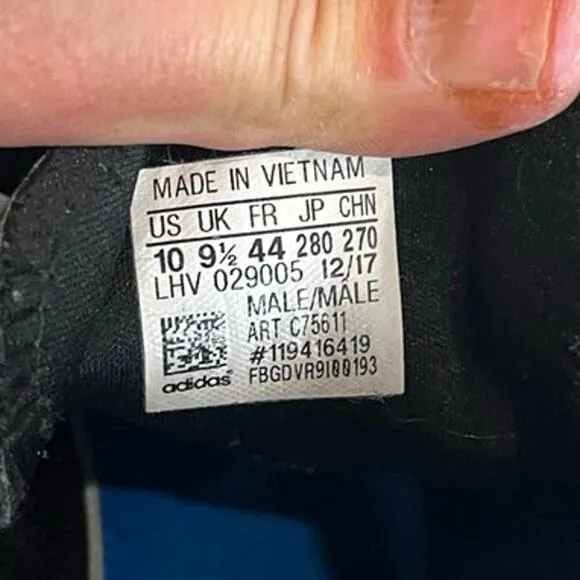 MADE IN VIETNAM
US UK FR JP CHN
10 9½ 44 280 270
LHV 029005 12/17
MALE/MÂLE
ART C75611
#119416419
FBGDVR9I00193
adidas